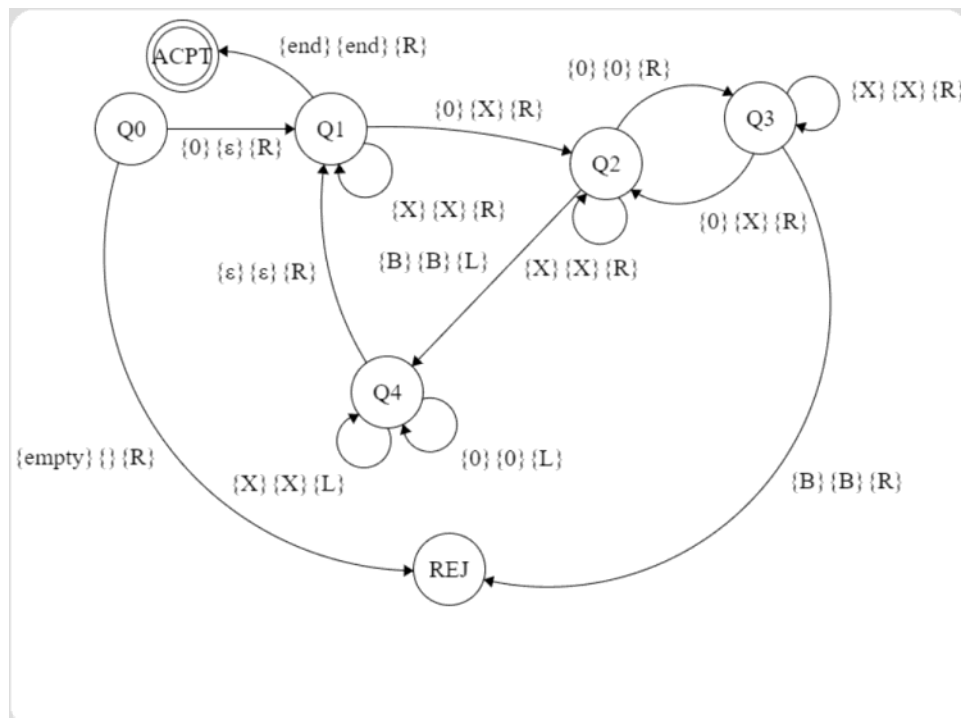 {end} {end} {R}
ACPT
{0} {0} {R}
{X} {X} {R}
Q0
Q1
{0} {X} {R}
Q2
Q3
{0} {ε} {R}
{X} {X} {R}
{0} {X} {R}
{ε} {ε} {R}
{B} {B} {L}
{X} {X} {R}
Q4
{empty} {} {R}
{X} {X} {L}
{0} {0} {L}
{B} {B} {R}
REJ